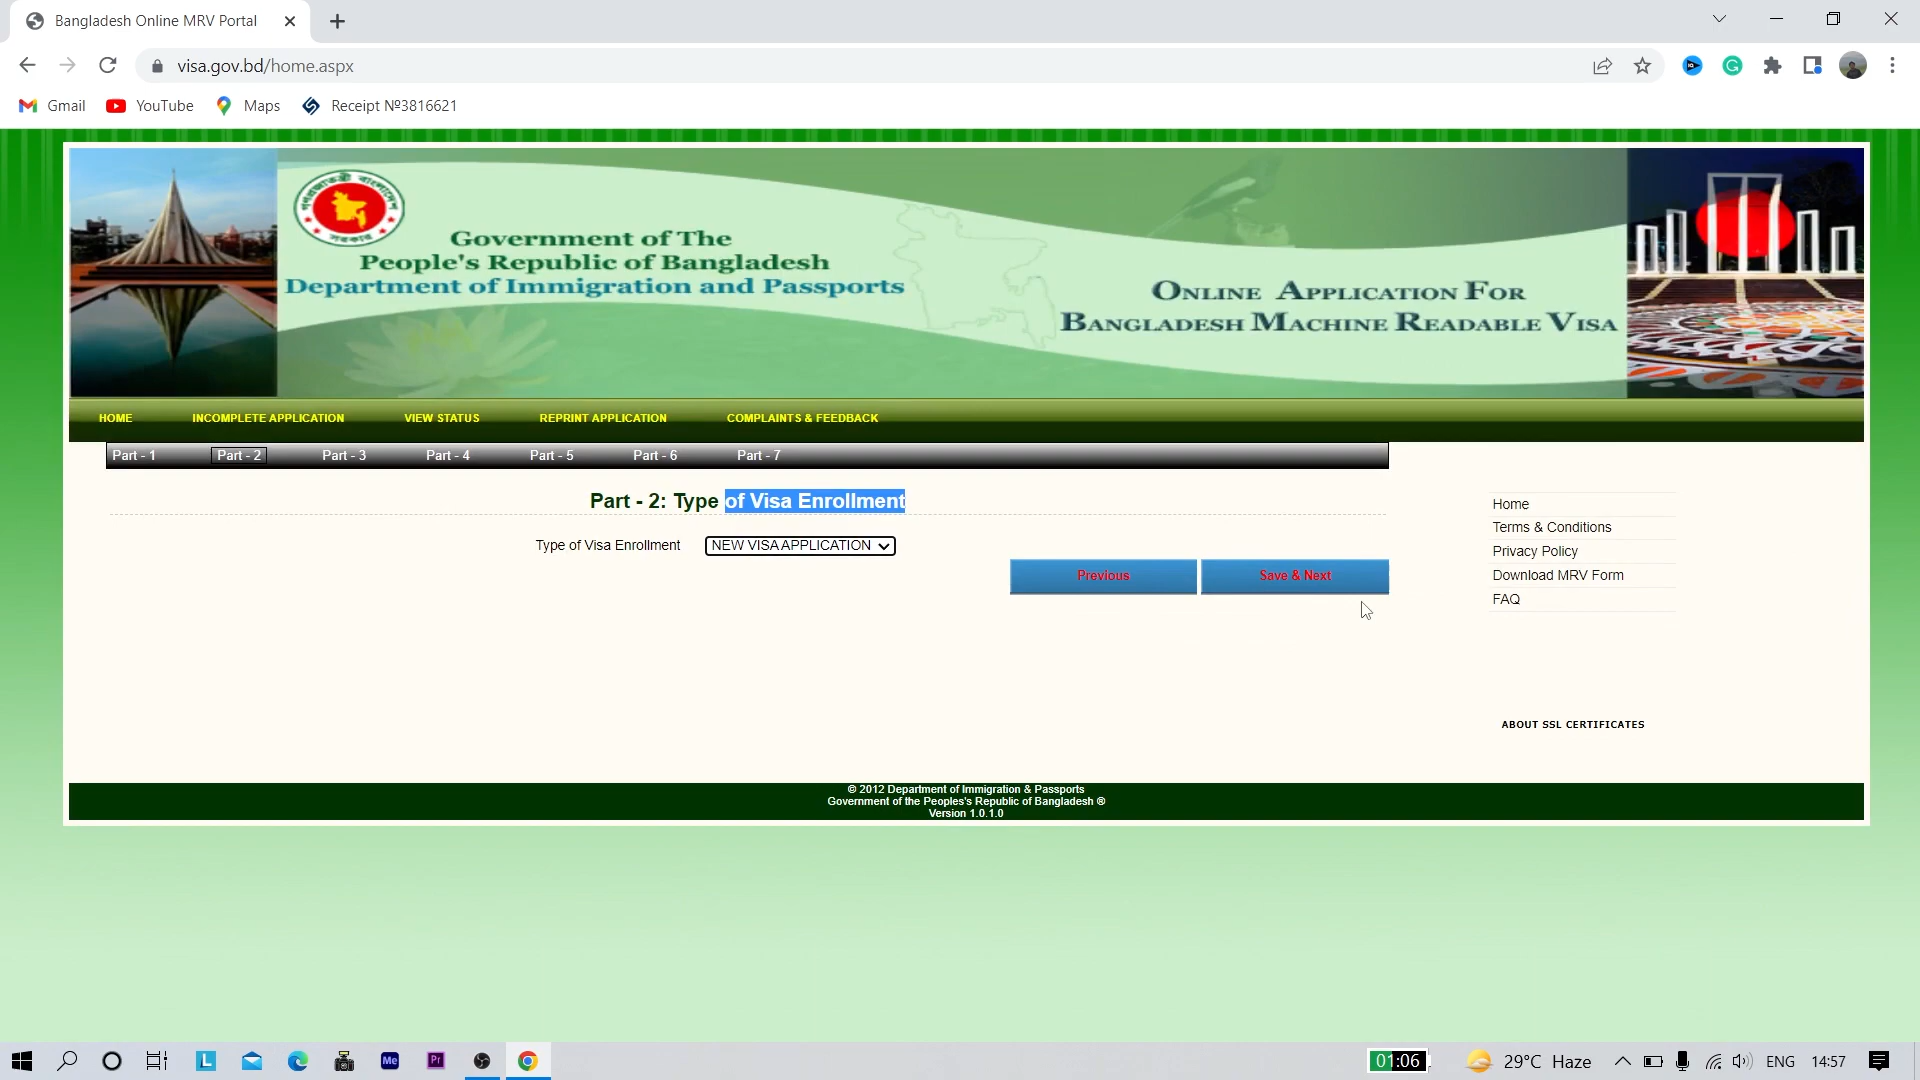 Bangladesh Online MRV Portal
visa.gov.bd/home.aspx
Gmail YouTube Maps Receipt №3816621
Government of The
People's Republic of Bangladesh
Department of Immigration and Passports
Online Application For
Bangladesh Machine Readable Visa
HOME INCOMPLETE APPLICATION VIEW STATUS REPRINT APPLICATION COMPLAINTS & FEEDBACK
Part - 1 Part - 2 Part - 3 Part - 4 Part - 5 Part - 6 Part - 7
Part - 2: Type of Visa Enrollment
Type of Visa Enrollment NEW VISA APPLICATION
Previous Save & Next
Home
Terms & Conditions
Privacy Policy
Download MRV Form
FAQ
ABOUT SSL CERTIFICATES
© 2012 Department of Immigration & Passports
Government of the Peoples's Republic of Bangladesh ®
Version 1.0.1.0
L Me Pr 01:06 29°C Haze ENG 14:57